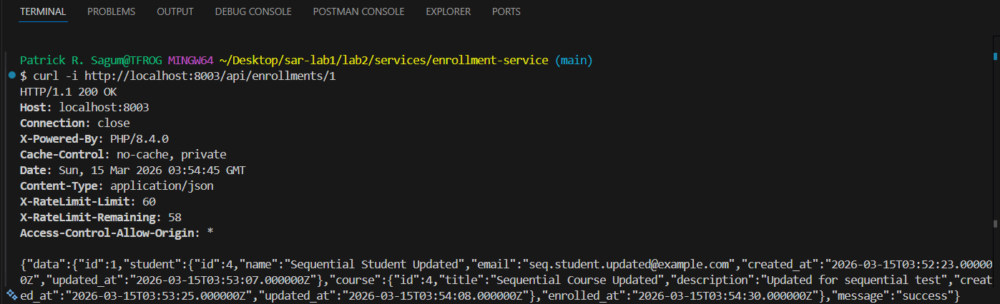 TERMINAL PROBLEMS OUTPUT DEBUG CONSOLE POSTMAN CONSOLE EXPLORER PORTS
Patrick R. Sagum@TFROG MINGW64 ~/Desktop/sar-lab1/lab2/services/enrollment-service (main)
$ curl -i http://localhost:8003/api/enrollments/1
HTTP/1.1 200 OK
Host: localhost:8003
Connection: close
X-Powered-By: PHP/8.4.0
Cache-Control: no-cache, private
Date: Sun, 15 Mar 2026 03:54:45 GMT
Content-Type: application/json
X-RateLimit-Limit: 60
X-RateLimit-Remaining: 58
Access-Control-Allow-Origin: *
{"data":{"id":1,"student":{"id":4,"name":"Sequential Student Updated","email":"seq.student.updated@example.com","created_at":"2026-03-15T03:52:23.00000
0Z","updated_at":"2026-03-15T03:53:07.000000Z"},"course":{"id":4,"title":"Sequential Course Updated","description":"Updated for sequential test","creat
ed_at":"2026-03-15T03:53:25.000000Z","updated_at":"2026-03-15T03:54:08.000000Z"},"enrolled_at":"2026-03-15T03:54:30.000000Z"},"message":"success"}